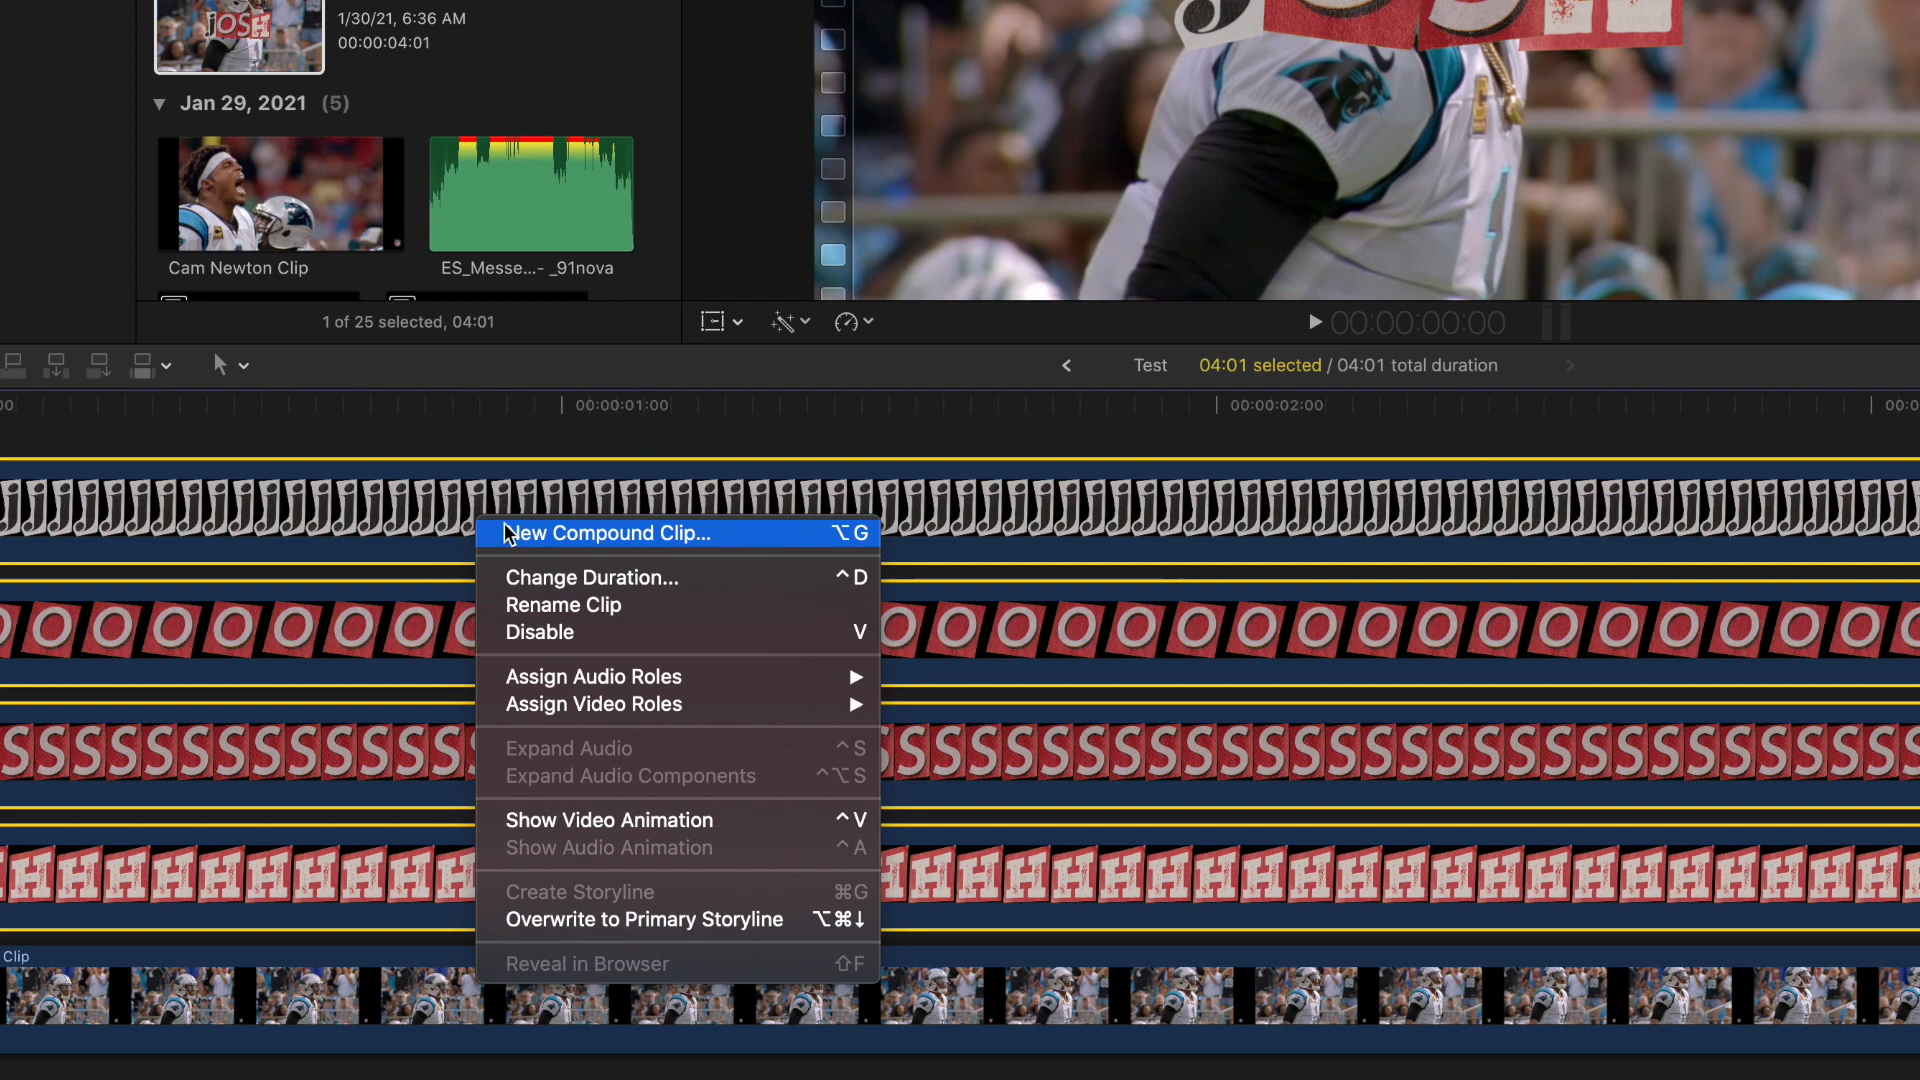 JOSH
1/30/21, 6:36 AM
00:00:04:01
Jan 29, 2021 (5)
Cam Newton Clip
ES_Messe...- _91nova
1 of 25 selected, 04:01
00:00:00:00
Test 04:01 selected / 04:01 total duration
00:00:01:00
00:00:02:00
New Compound Clip... ⌥G
Change Duration... ^D
Rename Clip
Disable V
Assign Audio Roles
Assign Video Roles
Expand Audio ^S
Expand Audio Components ^⌥S
Show Video Animation ^V
Show Audio Animation ^A
Create Storyline ⌘G
Overwrite to Primary Storyline ⌥⌘↓
Reveal in Browser ⇧F
Clip